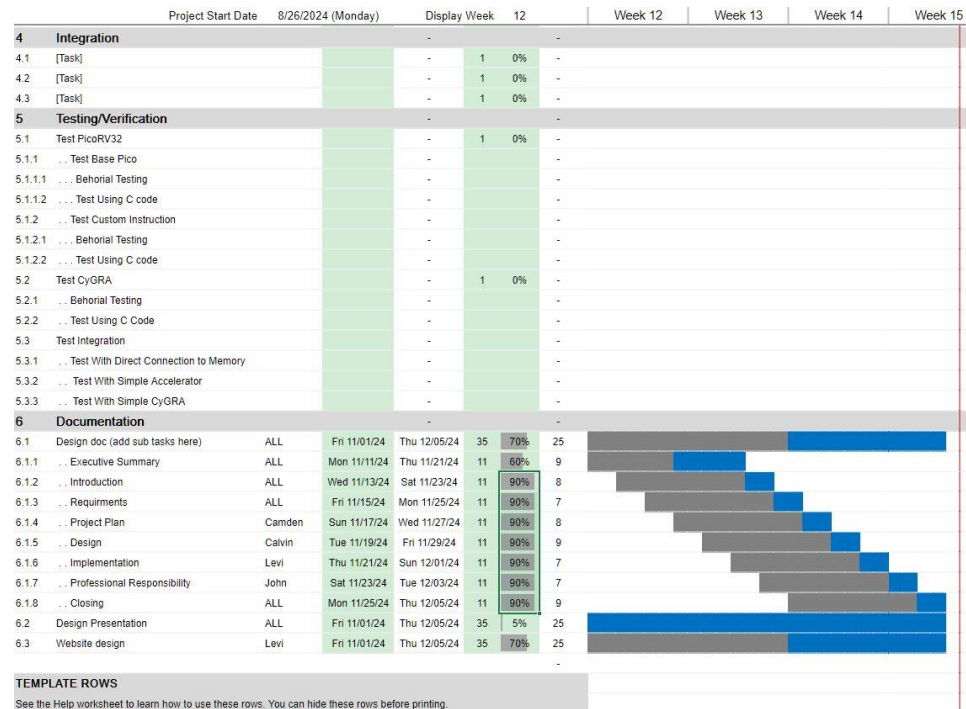 Project Start Date 8/26/2024 (Monday) Display Week 12 Week 12 Week 13 Week 14 Week 15
4 Integration - -
4.1 [Task] - 1 0% -
4.2 [Task] - 1 0% -
4.3 [Task] - 1 0% -
5 Testing/Verification - -
5.1 Test PicoRV32 - 1 0% -
5.1.1 . . Test Base Pico - -
5.1.1.1 . . . Behorial Testing - -
5.1.1.2 . . . Test Using C code - -
5.1.2 . . Test Custom Instruction - -
5.1.2.1 . . . Behorial Testing - -
5.1.2.2 . . . Test Using C code - -
5.2 Test CyGRA - 1 0% -
5.2.1 . . Behorial Testing - -
5.2.2 . . Test Using C Code - -
5.3 Test Integration - -
5.3.1 . . Test With Direct Connection to Memory - -
5.3.2 . . Test With Simple Accelerator - -
5.3.3 . . Test With Simple CyGRA - -
6 Documentation - -
6.1 Design doc (add sub tasks here) ALL Fri 11/01/24 Thu 12/05/24 35 70% 25
6.1.1 . . Executive Summary ALL Mon 11/11/24 Thu 11/21/24 11 60% 9
6.1.2 . . Introduction ALL Wed 11/13/24 Sat 11/23/24 11 90% 8
6.1.3 . . Requirments ALL Fri 11/15/24 Mon 11/25/24 11 90% 7
6.1.4 . . Project Plan Camden Sun 11/17/24 Wed 11/27/24 11 90% 8
6.1.5 . . Design Calvin Tue 11/19/24 Fri 11/29/24 11 90% 9
6.1.6 . . Implementation Levi Thu 11/21/24 Sun 12/01/24 11 90% 7
6.1.7 . . Professional Responsibility John Sat 11/23/24 Tue 12/03/24 11 90% 7
6.1.8 . . Closing ALL Mon 11/25/24 Thu 12/05/24 11 90% 9
6.2 Design Presentation ALL Fri 11/01/24 Thu 12/05/24 35 5% 25
6.3 Website design Levi Fri 11/01/24 Thu 12/05/24 35 70% 25
-
TEMPLATE ROWS
See the Help worksheet to learn how to use these rows. You can hide these rows before printing.